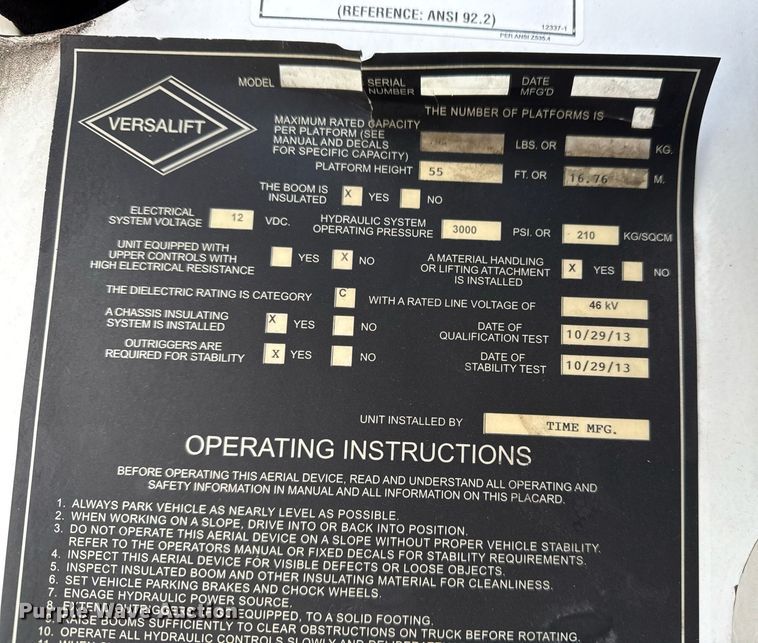 (REFERENCE: ANSI 92.2)
12337-1
PER ANSI Z535.4
VERSALIFT
MODEL SERIAL NUMBER DATE MFG'D
THE NUMBER OF PLATFORMS IS
MAXIMUM RATED CAPACITY
PER PLATFORM (SEE
MANUAL AND DECALS
FOR SPECIFIC CAPACITY) LBS. OR KG.
PLATFORM HEIGHT 55 FT. OR 16.76 M.
THE BOOM IS
INSULATED X YES NO
ELECTRICAL
SYSTEM VOLTAGE 12 VDC.
HYDRAULIC SYSTEM
OPERATING PRESSURE 3000 PSI. OR 210 KG/SQCM
UNIT EQUIPPED WITH
UPPER CONTROLS WITH
HIGH ELECTRICAL RESISTANCE YES X NO
A MATERIAL HANDLING
OR LIFTING ATTACHMENT
IS INSTALLED X YES NO
THE DIELECTRIC RATING IS CATEGORY C WITH A RATED LINE VOLTAGE OF 46 kV
A CHASSIS INSULATING
SYSTEM IS INSTALLED X YES NO
DATE OF
QUALIFICATION TEST 10/29/13
OUTRIGGERS ARE
REQUIRED FOR STABILITY X YES NO
DATE OF
STABILITY TEST 10/29/13
UNIT INSTALLED BY TIME MFG.
OPERATING INSTRUCTIONS
BEFORE OPERATING THIS AERIAL DEVICE, READ AND UNDERSTAND ALL OPERATING AND
SAFETY INFORMATION IN MANUAL AND ALL INFORMATION ON THIS PLACARD.
1. ALWAYS PARK VEHICLE AS NEARLY LEVEL AS POSSIBLE.
2. WHEN WORKING ON A SLOPE, DRIVE INTO OR BACK INTO POSITION.
3. DO NOT OPERATE THIS AERIAL DEVICE ON A SLOPE WITHOUT PROPER VEHICLE STABILITY.
REFER TO THE OPERATORS MANUAL OR FIXED DECALS FOR STABILITY REQUIREMENTS.
4. INSPECT THIS AERIAL DEVICE FOR VISIBLE DEFECTS OR LOOSE OBJECTS.
5. INSPECT INSULATED BOOM AND OTHER INSULATING MATERIAL FOR CLEANLINESS.
6. SET VEHICLE PARKING BRAKES AND CHOCK WHEELS.
7. ENGAGE HYDRAULIC POWER SOURCE.
8. EQUIPPED, TO A SOLID FOOTING.
9. RAISE BOOMS SUFFICIENTLY TO CLEAR OBSTRUCTIONS ON TRUCK BEFORE ROTATING.
10. OPERATE ALL HYDRAULIC CONTROLS SLOWLY AND
Purple Wave Auction